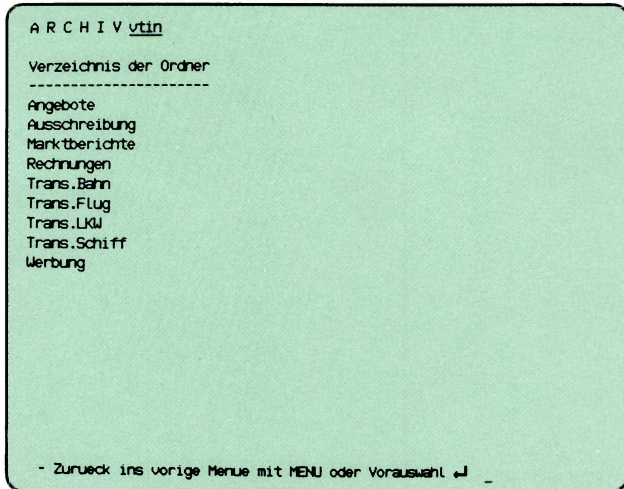 A R C H I V vtin
Verzeichnis der Ordner
----------------------
Angebote
Ausschreibung
Marktberichte
Rechnungen
Trans.Bahn
Trans.Flug
Trans.LKW
Trans.Schiff
Werbung
- Zurueck ins vorige Menue mit MENU oder Vorauswahl ↵ _